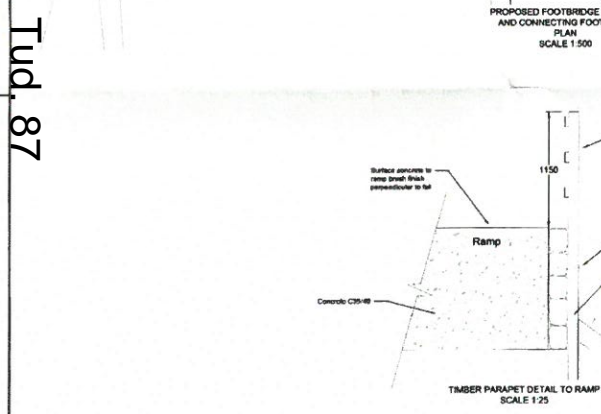 PROPOSED FOOTBRIDGE
AND CONNECTING FOOT
PLAN
SCALE 1:500
Tud. 87
1150
Surface concrete to
ramp brush finish
perpendicular to fall
Ramp
Concrete C35/45
TIMBER PARAPET DETAIL TO RAMP
SCALE 1:25